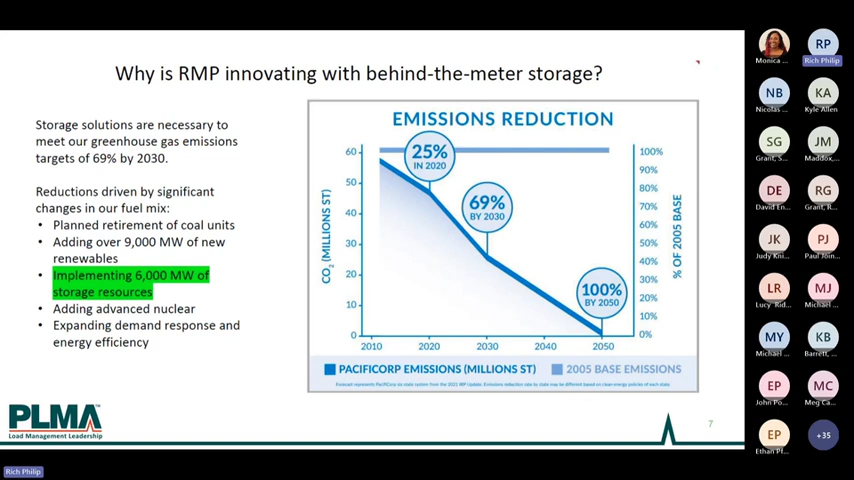 Why is RMP innovating with behind-the-meter storage?
Storage solutions are necessary to
meet our greenhouse gas emissions
targets of 69% by 2030.
Reductions driven by significant
changes in our fuel mix:
• Planned retirement of coal units
• Adding over 9,000 MW of new
renewables
• Implementing 6,000 MW of
storage resources
• Adding advanced nuclear
• Expanding demand response and
energy efficiency
EMISSIONS REDUCTION
CO₂ (MILLIONS ST)
60
50
40
30
20
10
0
25%
IN 2020
69%
BY 2030
100%
BY 2050
100%
90%
80%
70%
60%
50%
40%
30%
20%
10%
0%
% OF 2005 BASE
2010 2020 2030 2040 2050
PACIFICORP EMISSIONS (MILLIONS ST) 2005 BASE EMISSIONS
PLMA
Load Management Leadership
7
Rich Philip
Monica ...
RP
Rich Philip
NB
Nicolas ...
KA
Kyle Allen
SG
Grant, S...
JM
Maddox,...
DE
David En...
RG
Grant, R...
JK
Judy Kni...
PJ
Paul Join...
LR
Lucy Rid...
MJ
Michael ...
MY
Michael ...
KB
Barrett, ...
EP
John Po...
MC
Meg Ca...
EP
Ethan Pf...
+35